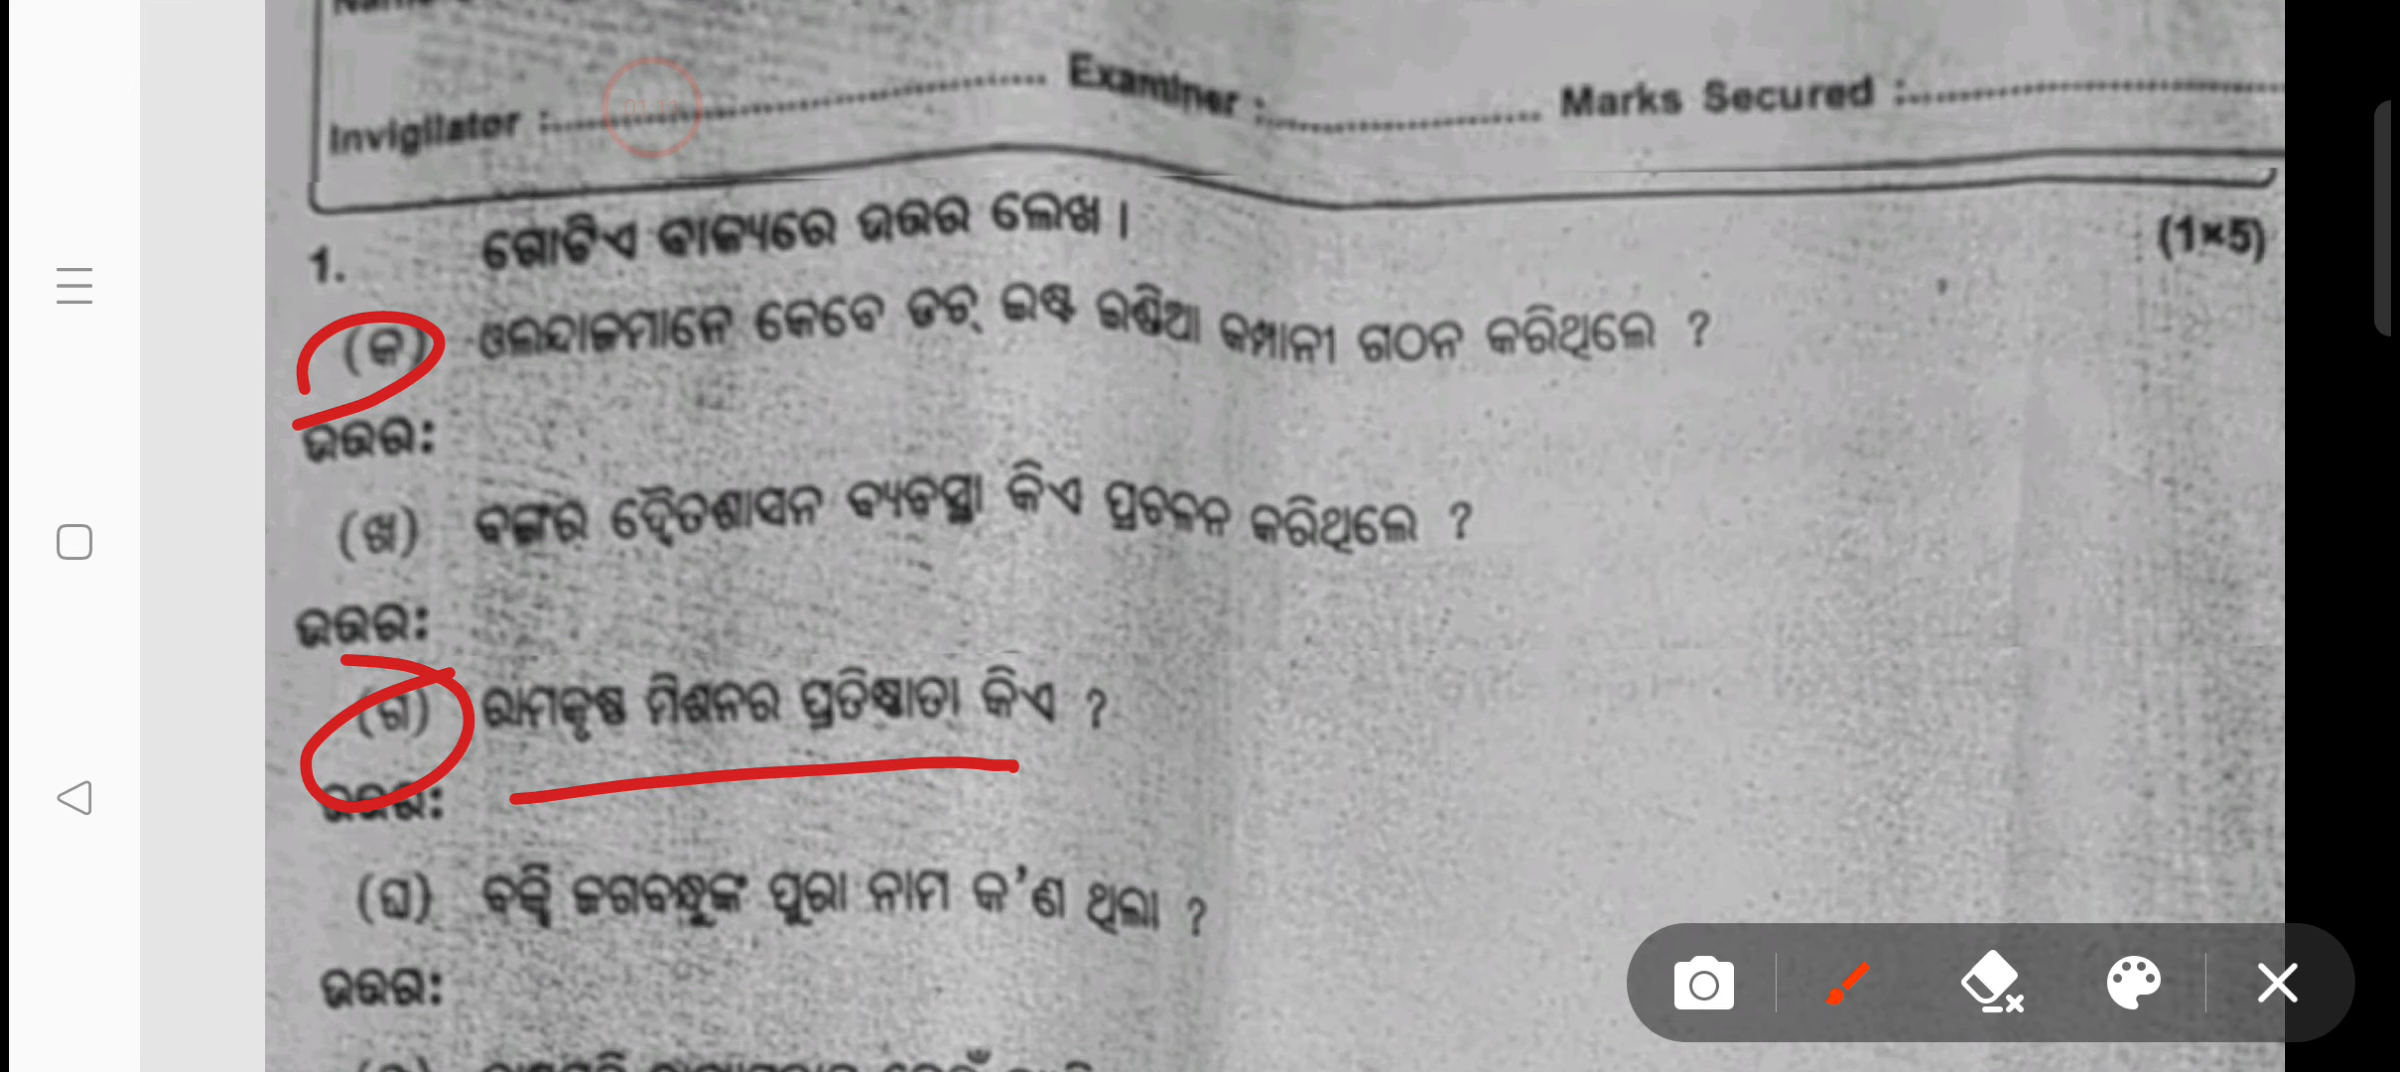 Invigilator : Examiner : Marks Secured :
1. ଗୋଟିଏ ବାକ୍ୟରେ ଉତ୍ତର ଲେଖ। (1×5)
(କ) ଓଲନ୍ଦାଜମାନେ କେବେ ଡଚ୍ ଇଷ୍ଟ ଇଣ୍ଡିଆ କମ୍ପାନୀ ଗଠନ କରିଥିଲେ ?
ଉତ୍ତର:
(ଖ) ବଙ୍ଗର ଦ୍ୱୈତଶାସନ ବ୍ୟବସ୍ଥା କିଏ ପ୍ରଚଳନ କରିଥିଲେ ?
ଉତ୍ତର:
(ଗ) ରାମକୃଷ୍ଣ ମିଶନର ପ୍ରତିଷ୍ଠାତା କିଏ ?
ଉତ୍ତର:
(ଘ) ବକ୍ସି ଜଗବନ୍ଧୁଙ୍କ ପୁରା ନାମ କ'ଣ ଥିଲା ?
ଉତ୍ତର: